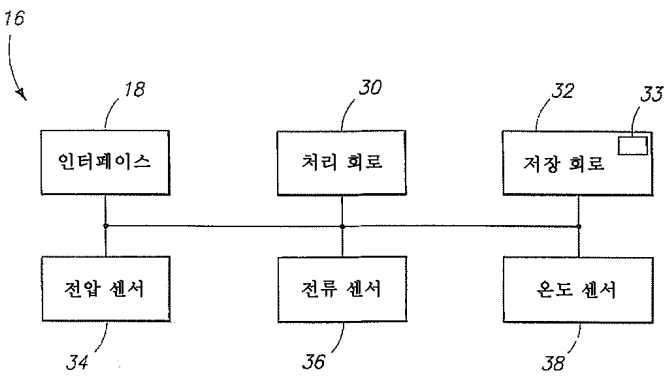 16
18
30
32
33
인터페이스
처리 회로
저장 회로
전압 센서
전류 센서
온도 센서
34
36
38